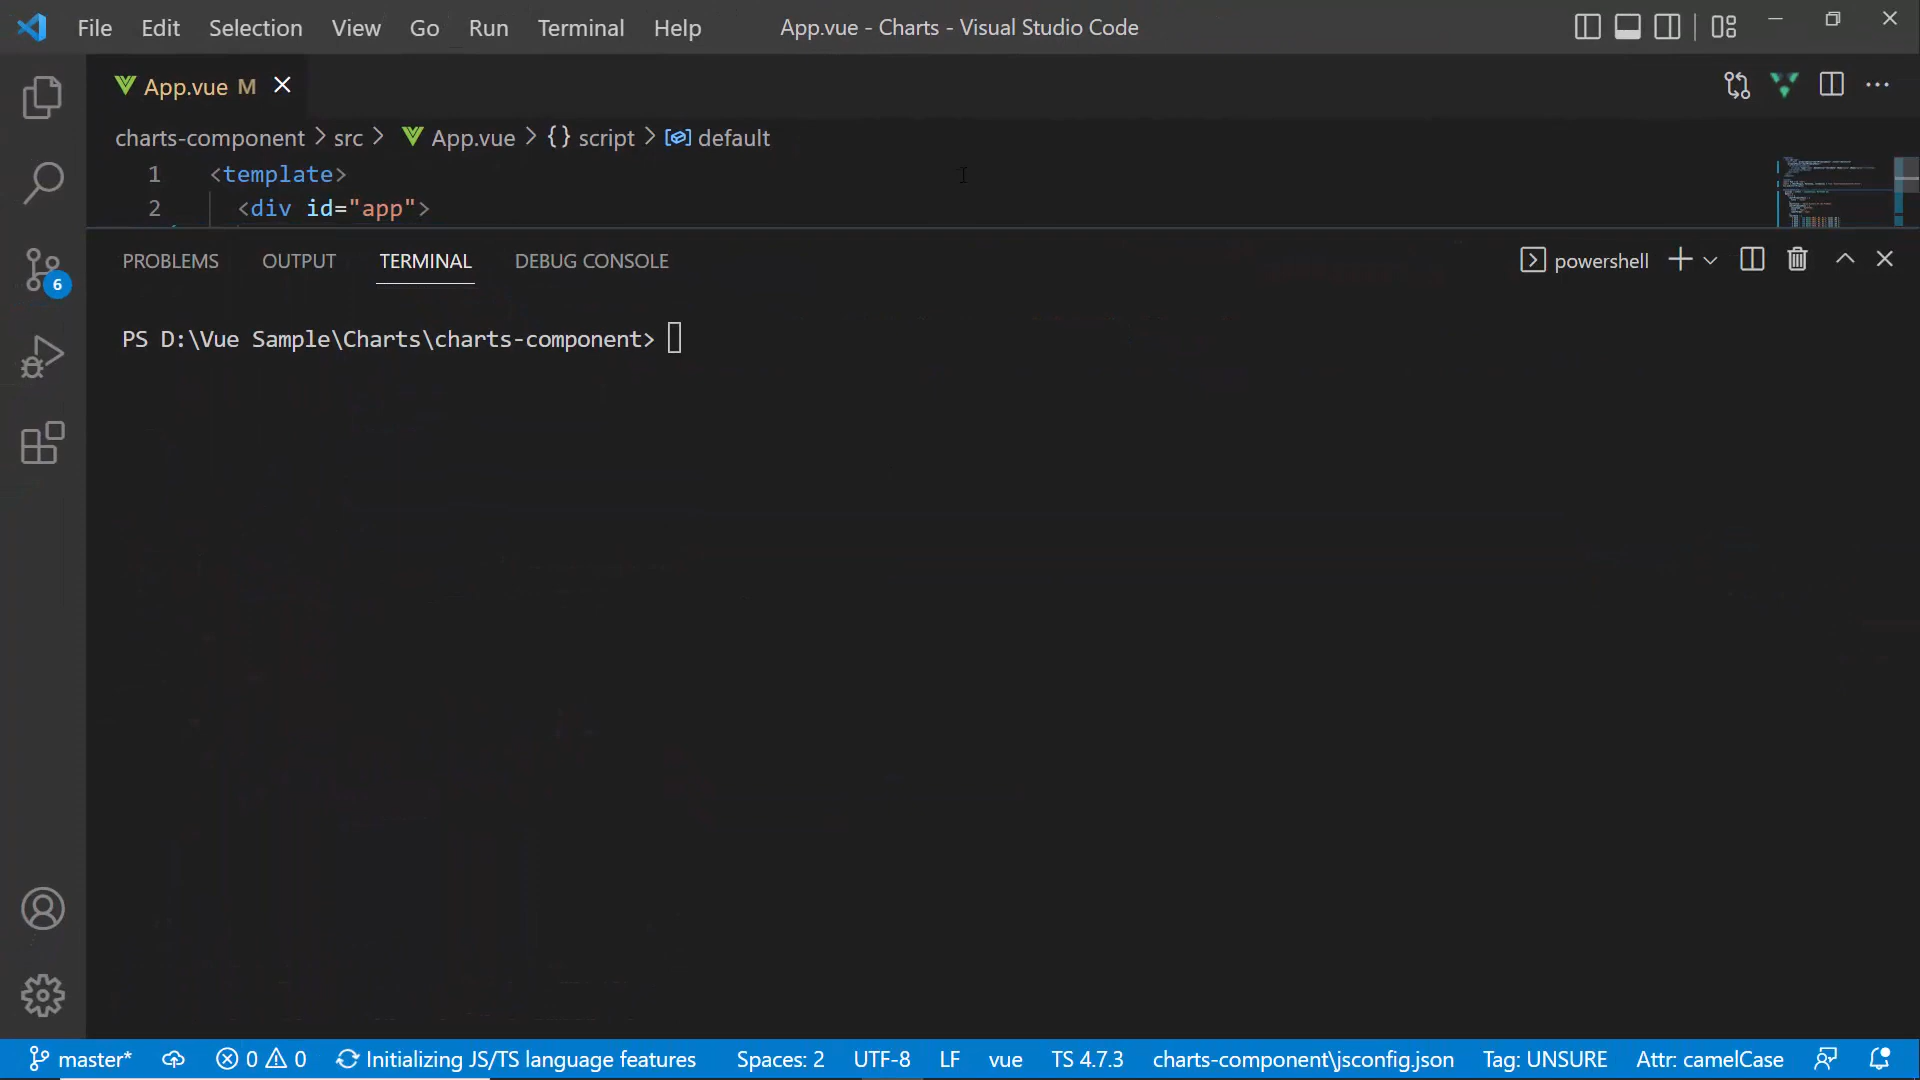 File Edit Selection View Go Run Terminal Help App.vue - Charts - Visual Studio Code
App.vue M
charts-component > src > App.vue > {} script > default
1 <template>
2 <div id="app">
PROBLEMS OUTPUT TERMINAL DEBUG CONSOLE powershell
PS D:\Vue Sample\Charts\charts-component>
6
master* 0 0 Initializing JS/TS language features Spaces: 2 UTF-8 LF vue TS 4.7.3 charts-component\jsconfig.json Tag: UNSURE Attr: camelCase